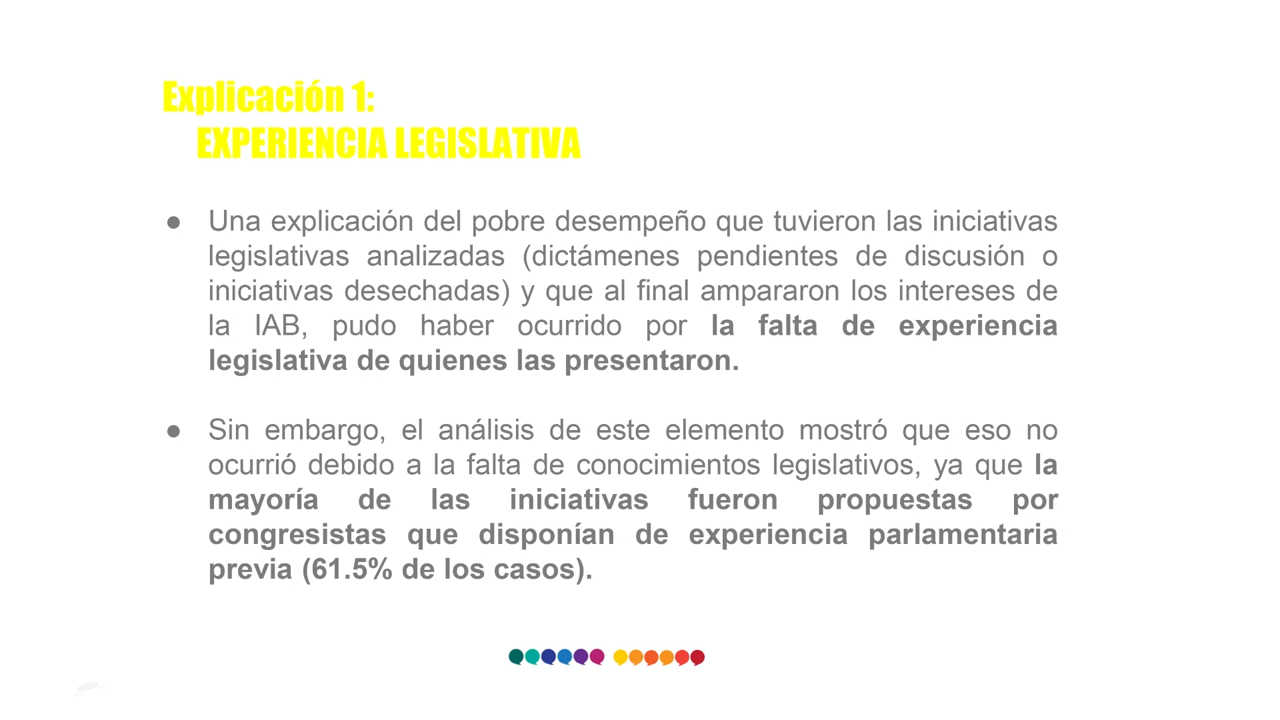 Explicación 1:
EXPERIENCIA LEGISLATIVA
● Una explicación del pobre desempeño que tuvieron las iniciativas
legislativas analizadas (dictámenes pendientes de discusión o
iniciativas desechadas) y que al final ampararon los intereses de
la IAB, pudo haber ocurrido por la falta de experiencia
legislativa de quienes las presentaron.
● Sin embargo, el análisis de este elemento mostró que eso no
ocurrió debido a la falta de conocimientos legislativos, ya que la
mayoría de las iniciativas fueron propuestas por
congresistas que disponían de experiencia parlamentaria
previa (61.5% de los casos).